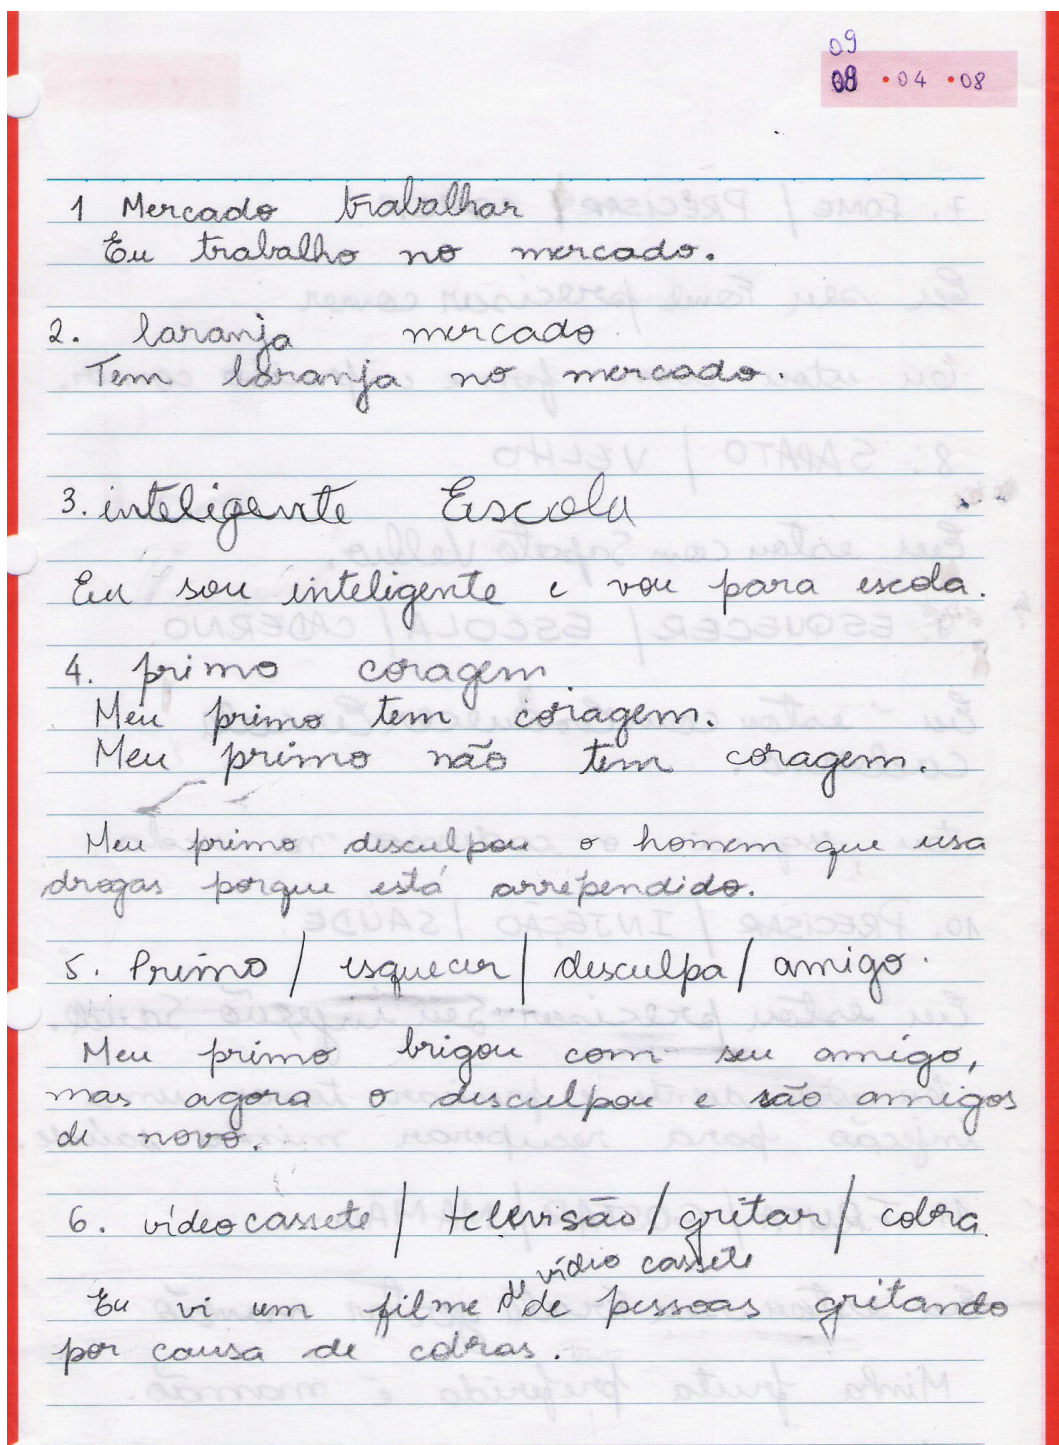 09
08 • 04 • 08
1 Mercado trabalhar
Eu trabalho no mercado.
2. laranja mercado
Tem laranja no mercado.
3. inteligente Escola
Eu sou inteligente e vou para escola.
4. primo coragem
Meu primo tem coragem.
Meu primo não tem coragem.
Meu primo desculpou o homem que usa
drogas porque está arrependido.
5. Primo / esquecer / desculpa / amigo.
Meu primo brigou com seu amigo,
mas agora o desculpou e são amigos
de novo.
6. vídeo cassete / televisão / gritar / cobra
de vídeo cassete
Eu vi um filme de pessoas gritando
por causa de cobras.